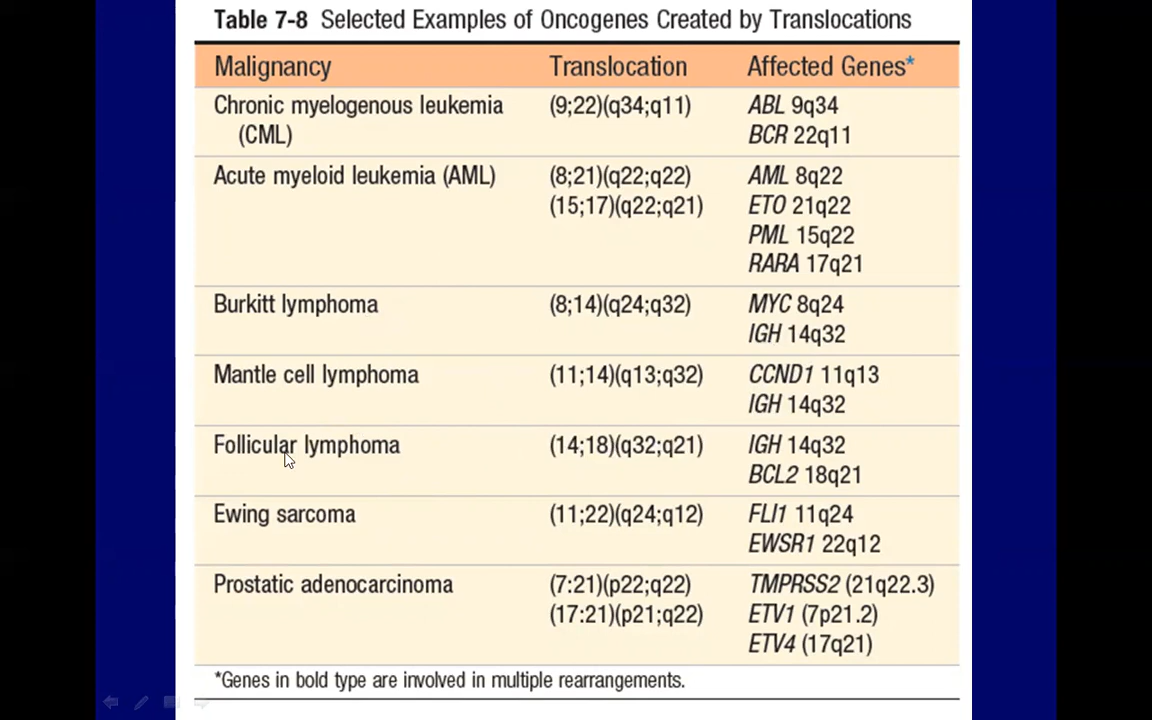 Table 7-8 Selected Examples of Oncogenes Created by Translocations
Malignancy Translocation Affected Genes*
Chronic myelogenous leukemia (9;22)(q34;q11) ABL 9q34
(CML) BCR 22q11
Acute myeloid leukemia (AML) (8;21)(q22;q22) AML 8q22
(15;17)(q22;q21) ETO 21q22
PML 15q22
RARA 17q21
Burkitt lymphoma (8;14)(q24;q32) MYC 8q24
IGH 14q32
Mantle cell lymphoma (11;14)(q13;q32) CCND1 11q13
IGH 14q32
Follicular lymphoma (14;18)(q32;q21) IGH 14q32
BCL2 18q21
Ewing sarcoma (11;22)(q24;q12) FLI1 11q24
EWSR1 22q12
Prostatic adenocarcinoma (7:21)(p22;q22) TMPRSS2 (21q22.3)
(17:21)(p21;q22) ETV1 (7p21.2)
ETV4 (17q21)
*Genes in bold type are involved in multiple rearrangements.